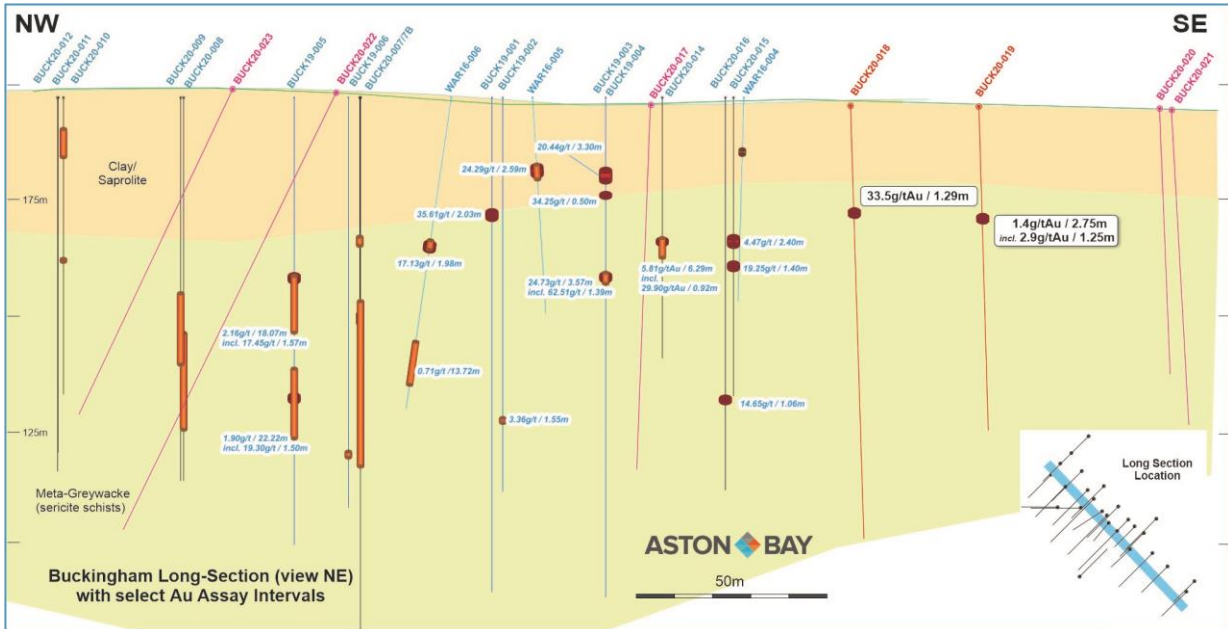 NW
SE
BUCK20-012
BUCK20-011
BUCK20-010
BUCK20-009
BUCK20-008
BUCK20-023
BUCK19-005
BUCK20-022
BUCK19-006
BUCK20-007/7B
WAR16-006
BUCK19-001
BUCK19-002
WAR16-005
BUCK19-003
BUCK19-004
BUCK20-017
BUCK20-014
BUCK20-016
BUCK20-015
WAR16-004
BUCK20-018
BUCK20-019
BUCK20-020
BUCK20-021
20.44g/t / 3.30m
24.29g/t / 2.59m
Clay/
Saprolite
175m
34.25g/t / 0.50m
33.5g/tAu / 1.29m
35.61g/t / 2.03m
1.4g/tAu / 2.75m
incl. 2.9g/tAu / 1.25m
4.47g/t / 2.40m
17.13g/t / 1.98m
5.81g/tAu / 6.29m
incl.
29.90g/tAu / 0.92m
19.25g/t / 1.40m
24.73g/t / 3.57m
incl. 62.51g/t / 1.39m
2.16g/t / 18.07m
incl. 17.45g/t / 1.57m
0.71g/t /13.72m
14.65g/t / 1.06m
3.36g/t / 1.55m
125m
1.90g/t / 22.22m
incl. 19.30g/t / 1.50m
Long Section
Location
Meta-Greywacke
(sericite schists)
ASTON BAY
Buckingham Long-Section (view NE)
with select Au Assay Intervals
50m